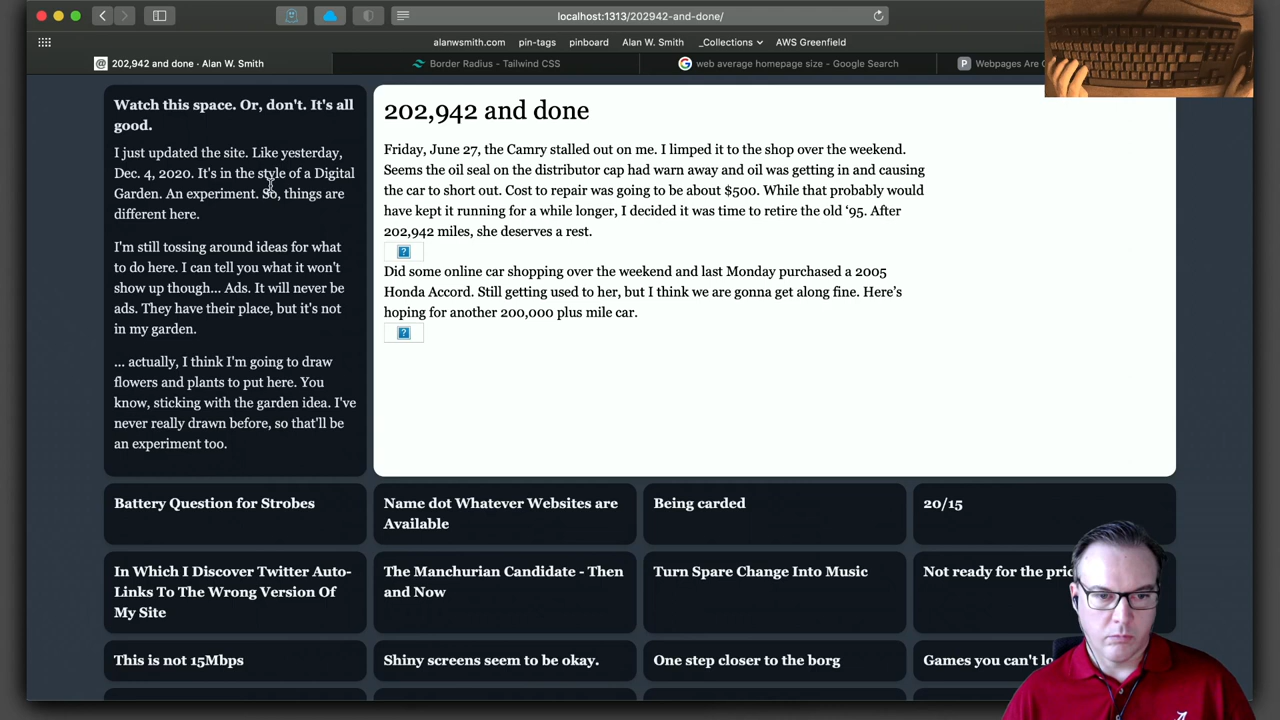 localhost:1313/202942-and-done/
alanwsmith.com pin-tags pinboard Alan W. Smith _Collections AWS Greenfield
202,942 and done - Alan W. Smith Border Radius - Tailwind CSS web average homepage size - Google Search Webpages Are
Watch this space. Or, don't. It's all
good.
I just updated the site. Like yesterday,
Dec. 4, 2020. It's in the style of a Digital
Garden. An experiment. So, things are
different here.
I'm still tossing around ideas for what
to do here. I can tell you what it won't
show up though... Ads. It will never be
ads. They have their place, but it's not
in my garden.
... actually, I think I'm going to draw
flowers and plants to put here. You
know, sticking with the garden idea. I've
never really drawn before, so that'll be
an experiment too.
202,942 and done
Friday, June 27, the Camry stalled out on me. I limped it to the shop over the weekend.
Seems the oil seal on the distributor cap had warn away and oil was getting in and causing
the car to short out. Cost to repair was going to be about $500. While that probably would
have kept it running for a while longer, I decided it was time to retire the old ‘95. After
202,942 miles, she deserves a rest.
Did some online car shopping over the weekend and last Monday purchased a 2005
Honda Accord. Still getting used to her, but I think we are gonna get along fine. Here’s
hoping for another 200,000 plus mile car.
Battery Question for Strobes
Name dot Whatever Websites are
Available
Being carded
20/15
In Which I Discover Twitter Auto-
Links To The Wrong Version Of
My Site
The Manchurian Candidate - Then
and Now
Turn Spare Change Into Music
Not ready for the
This is not 15Mbps
Shiny screens seem to be okay.
One step closer to the borg
Games you can't